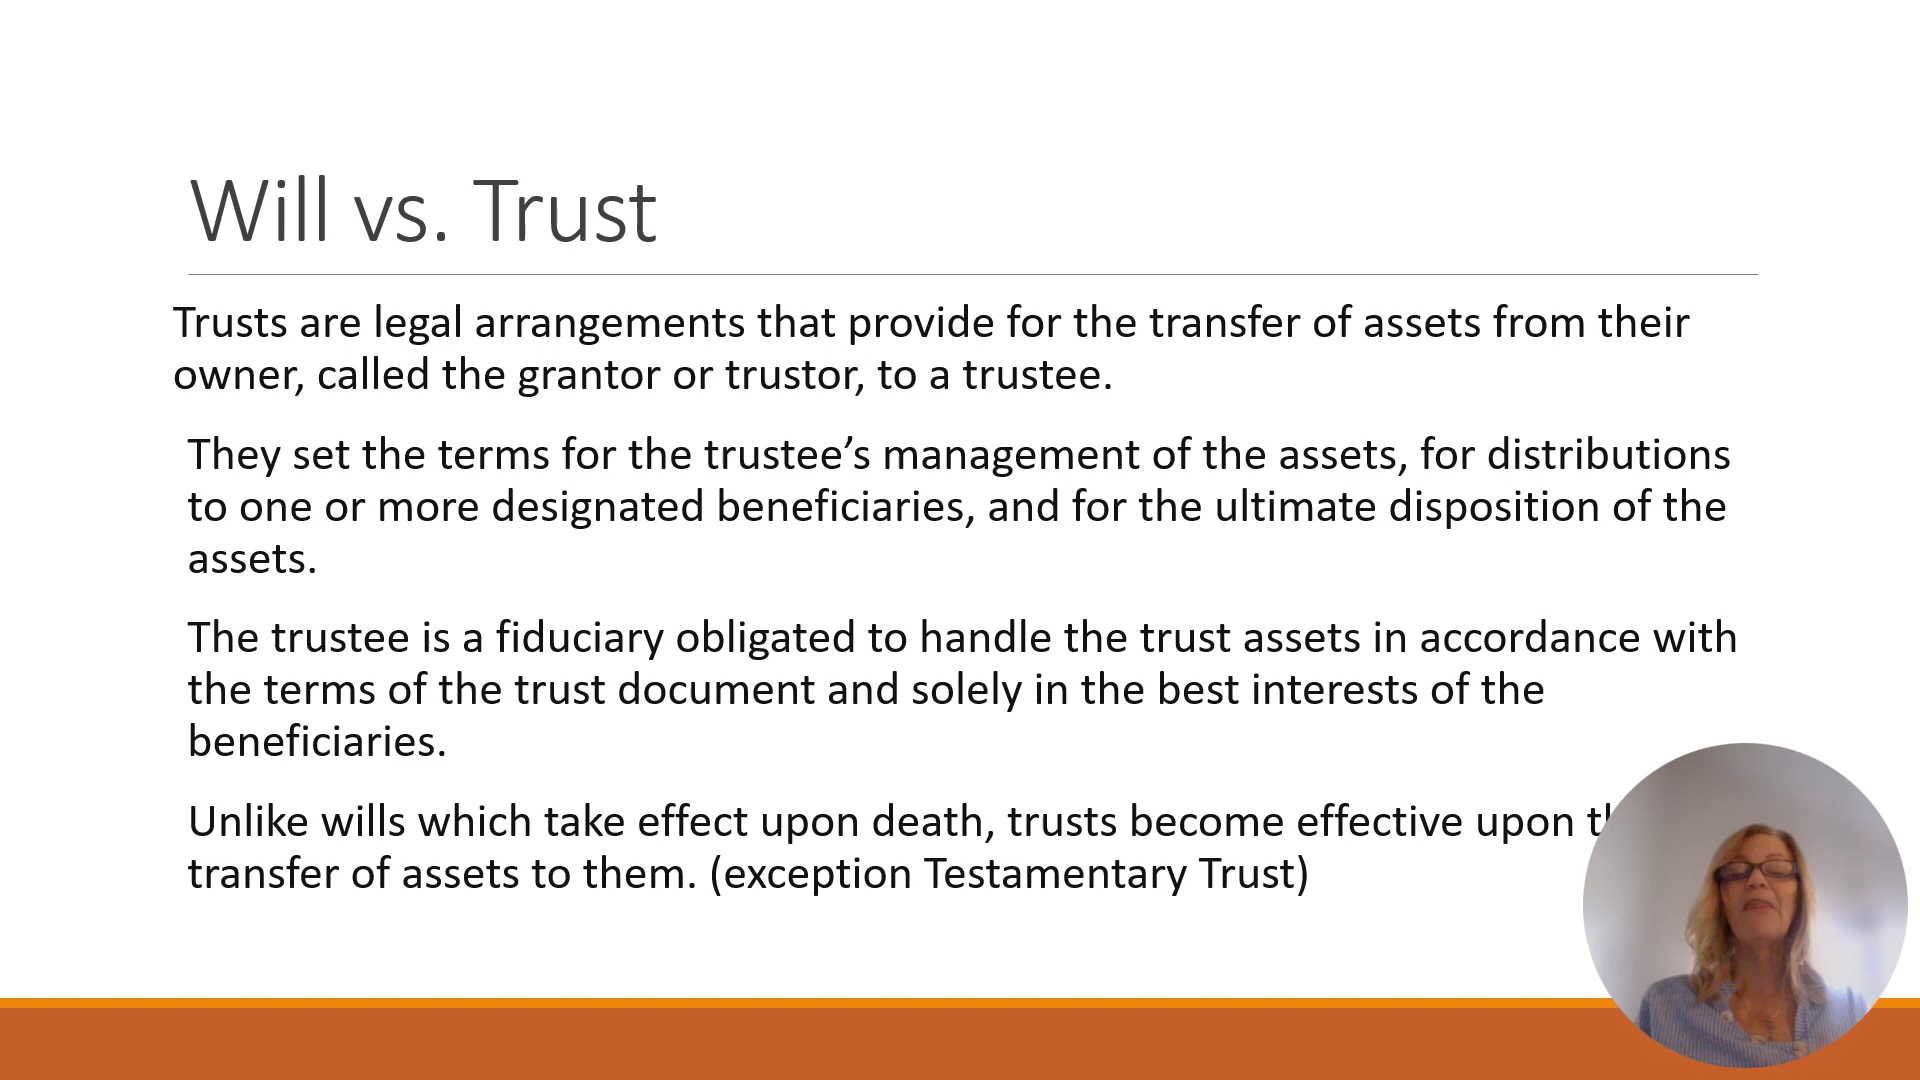 Will vs. Trust
Trusts are legal arrangements that provide for the transfer of assets from their
owner, called the grantor or trustor, to a trustee.
They set the terms for the trustee’s management of the assets, for distributions
to one or more designated beneficiaries, and for the ultimate disposition of the
assets.
The trustee is a fiduciary obligated to handle the trust assets in accordance with
the terms of the trust document and solely in the best interests of the
beneficiaries.
Unlike wills which take effect upon death, trusts become effective upon
transfer of assets to them. (exception Testamentary Trust)